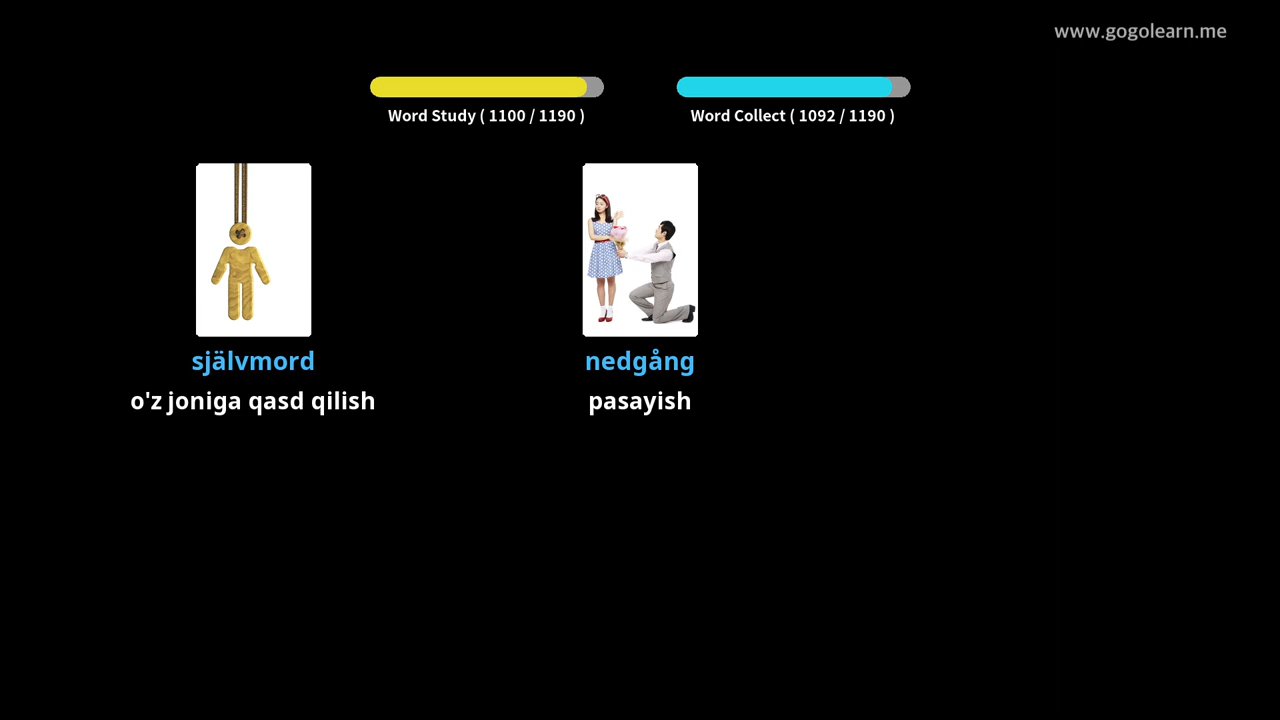 www.gogolearn.me
Word Study ( 1100 / 1190 )
Word Collect ( 1092 / 1190 )
självmord
nedgång
o'z joniga qasd qilish
pasayish